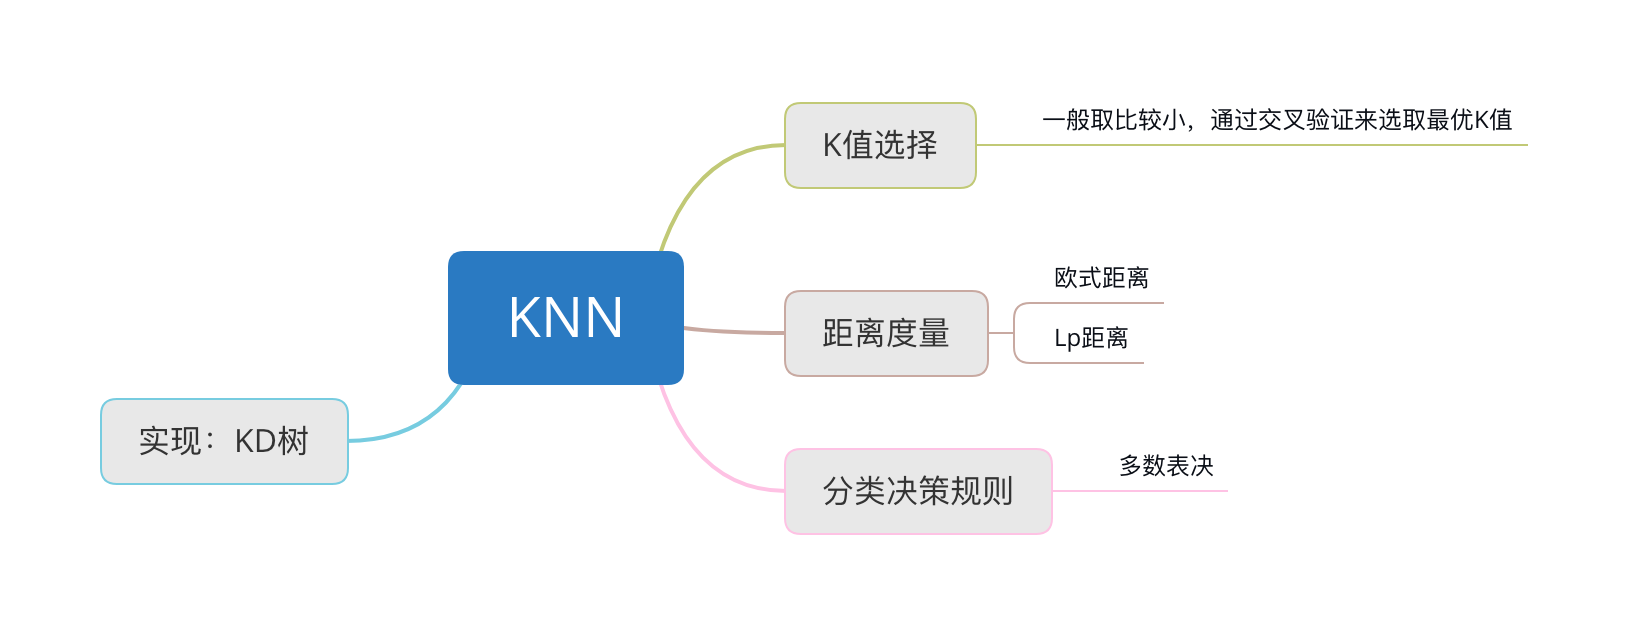 KNN
K值选择
一般取比较小，通过交叉验证来选取最优K值
距离度量
欧式距离
Lp距离
分类决策规则
多数表决
实现：KD树